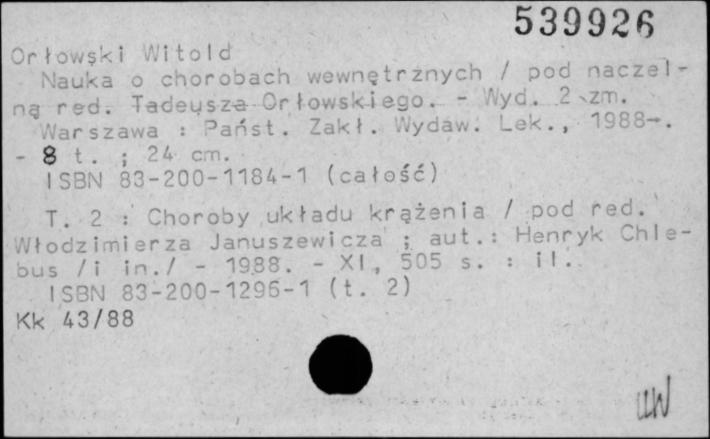 539926
Orłowski Witold
Nauka o chorobach wewnętrznych / pod naczel-
ną red. Tadeusza Orłowskiego. - Wyd. 2 zm.
Warszawa : Państ. Zakł. Wydaw. Lek., 1988-.
- 8 t. ; 24 cm.
ISBN 83-200-1184-1 (całość)
T. 2 : Choroby układu krążenia / pod red.
Włodzimierza Januszewicza ; aut.: Henryk Chle-
bus /i in./ - 1988. - XI, 505 s. : il.
ISBN 83-200-1296-1 (t. 2)
Kk 43/88
UW